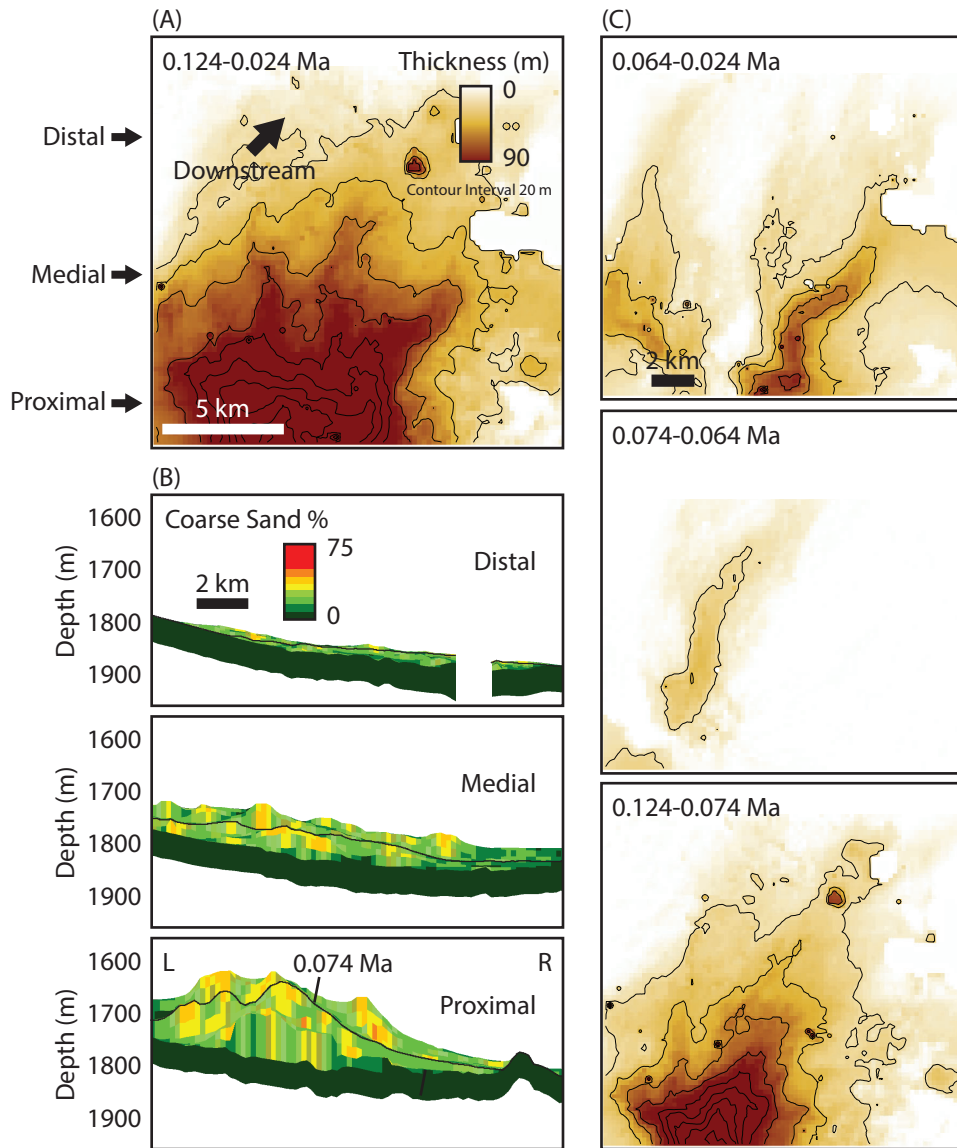 (A)
0.124-0.024 Ma
Thickness (m)
0
90
Contour Interval 20 m
Distal
Downstream
Medial
Proximal
5 km
(B)
Coarse Sand %
75
0
2 km
Distal
1600
1700
1800
1900
Depth (m)
Medial
1600
1700
1800
1900
Depth (m)
L
0.074 Ma
R
Proximal
1600
1700
1800
1900
Depth (m)
(C)
0.064-0.024 Ma
2 km
0.074-0.064 Ma
0.124-0.074 Ma